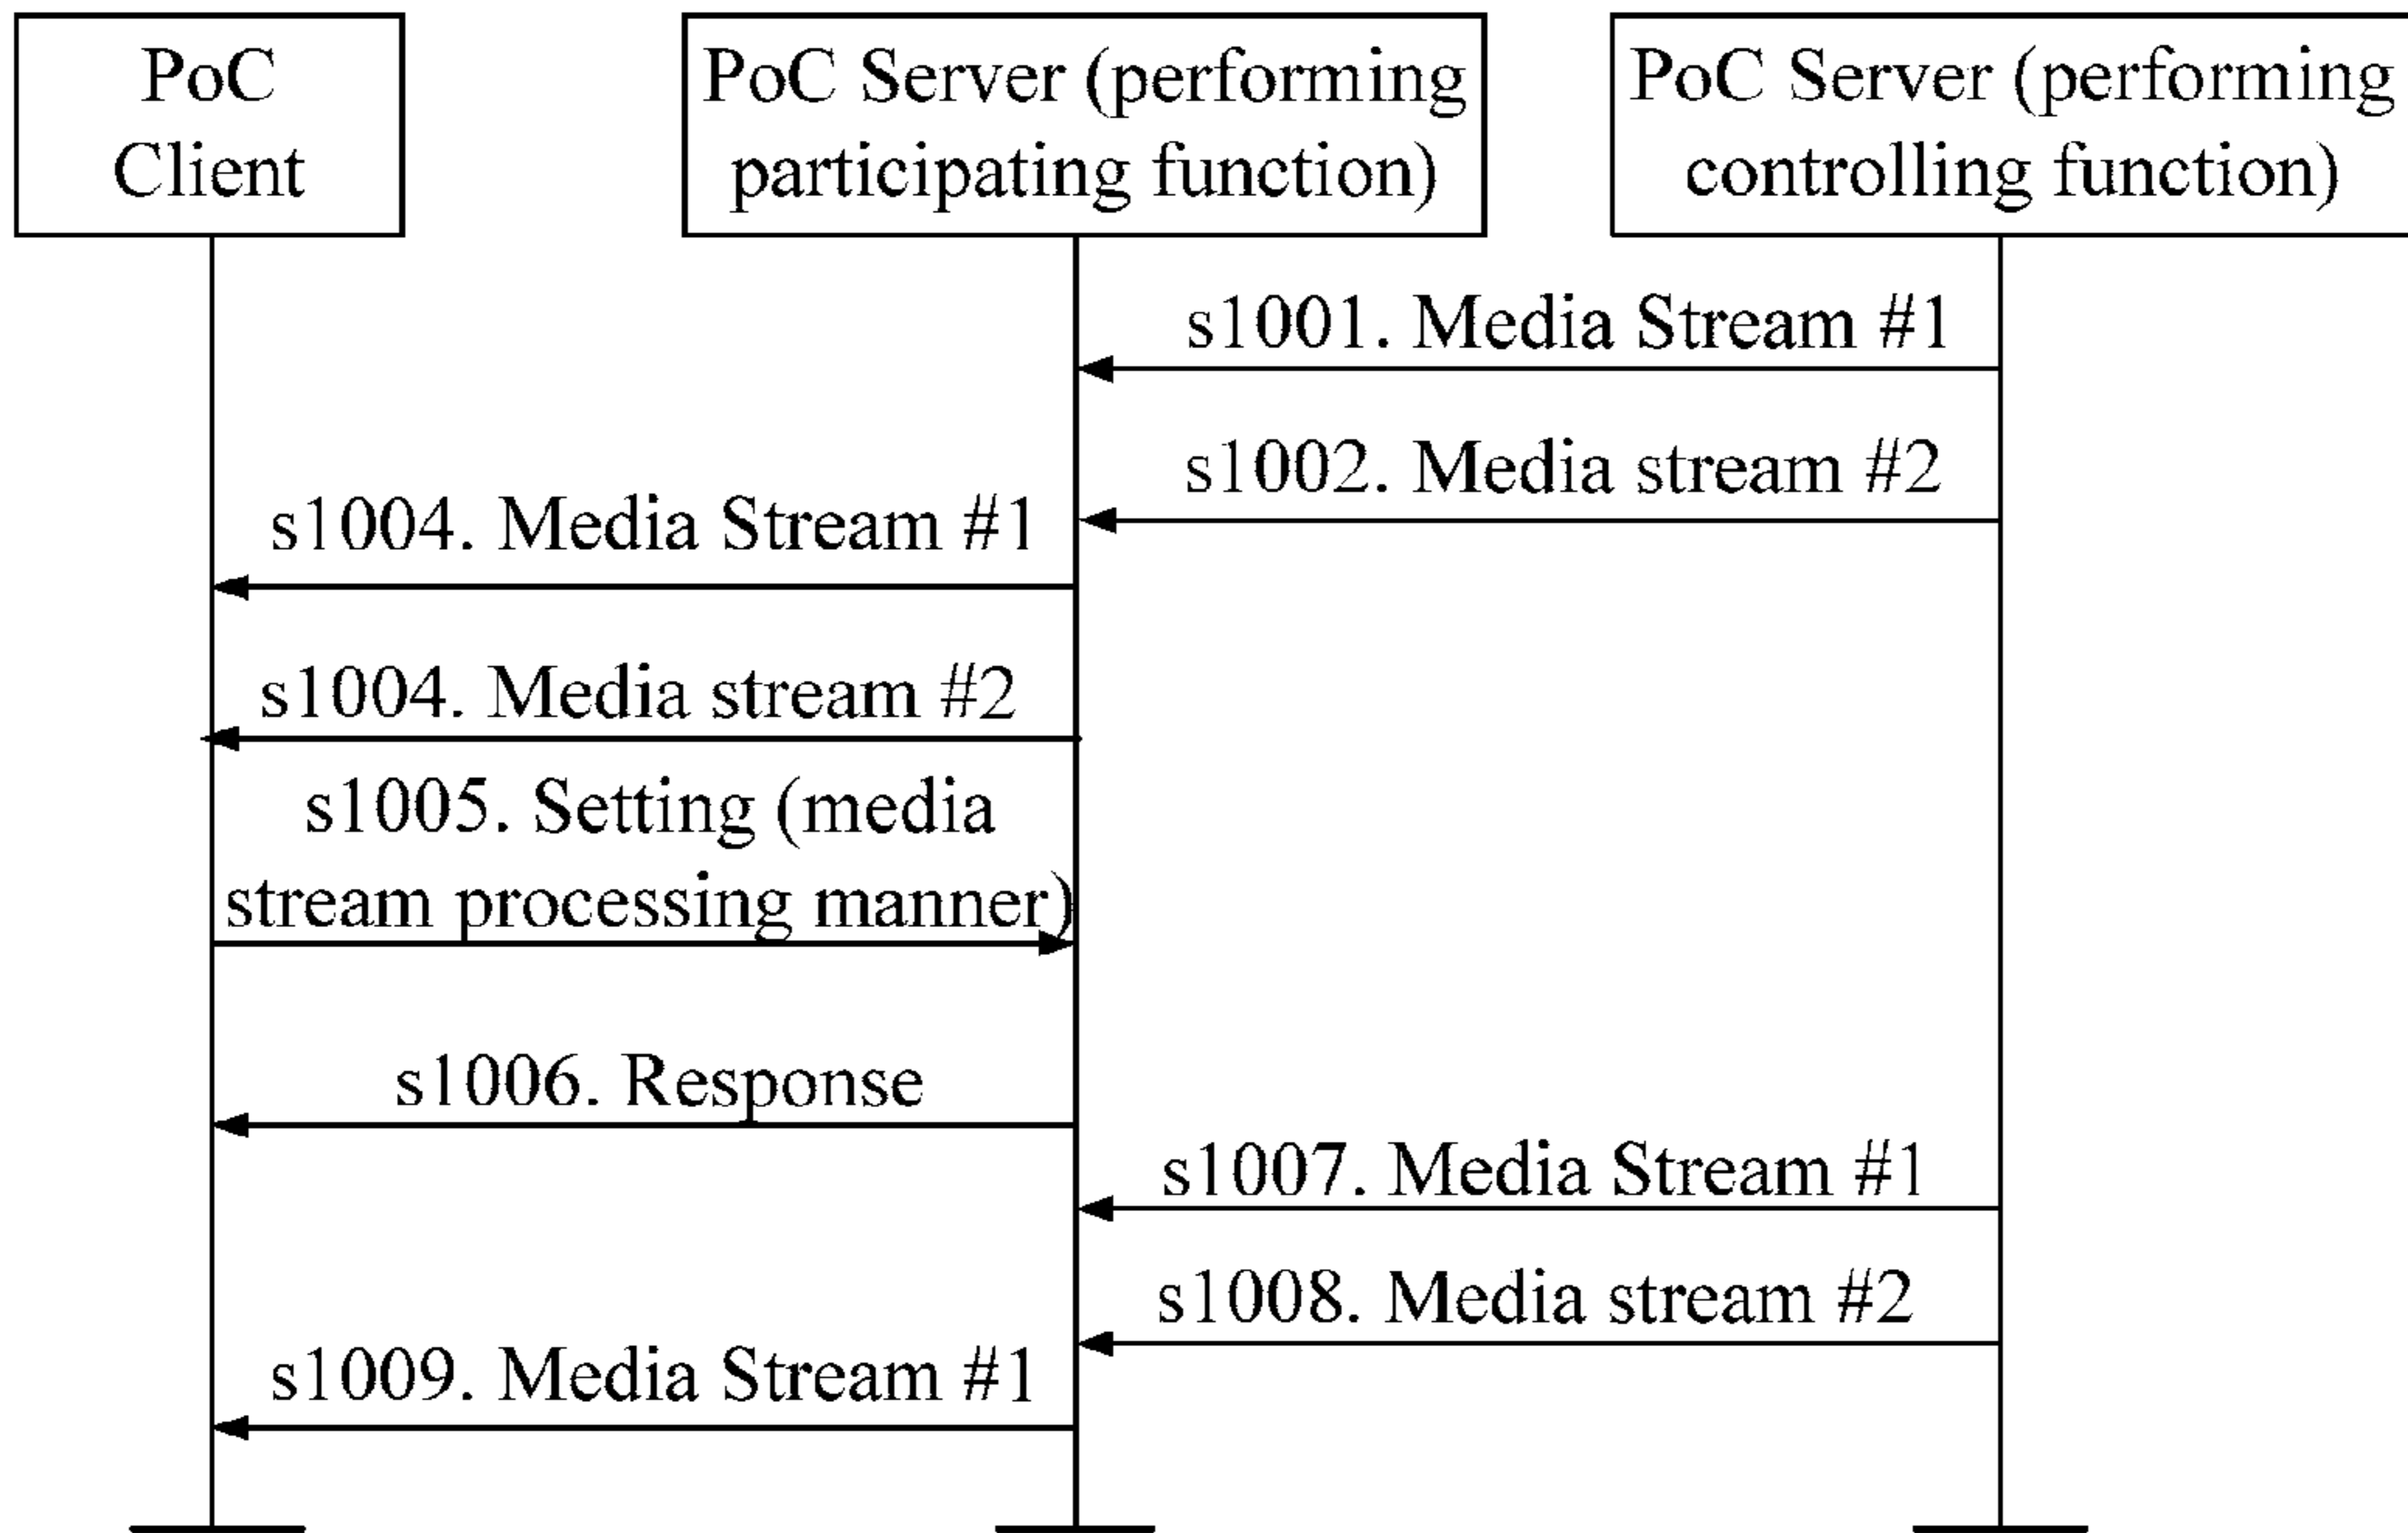 PoC
Client
PoC Server (performing
participating function)
PoC Server (performing
controlling function)
s1001. Media Stream #1
s1002. Media stream #2
s1004. Media Stream #1
s1004. Media stream #2
s1005. Setting (media
stream processing manner)
s1006. Response
s1007. Media Stream #1
s1008. Media stream #2
s1009. Media Stream #1